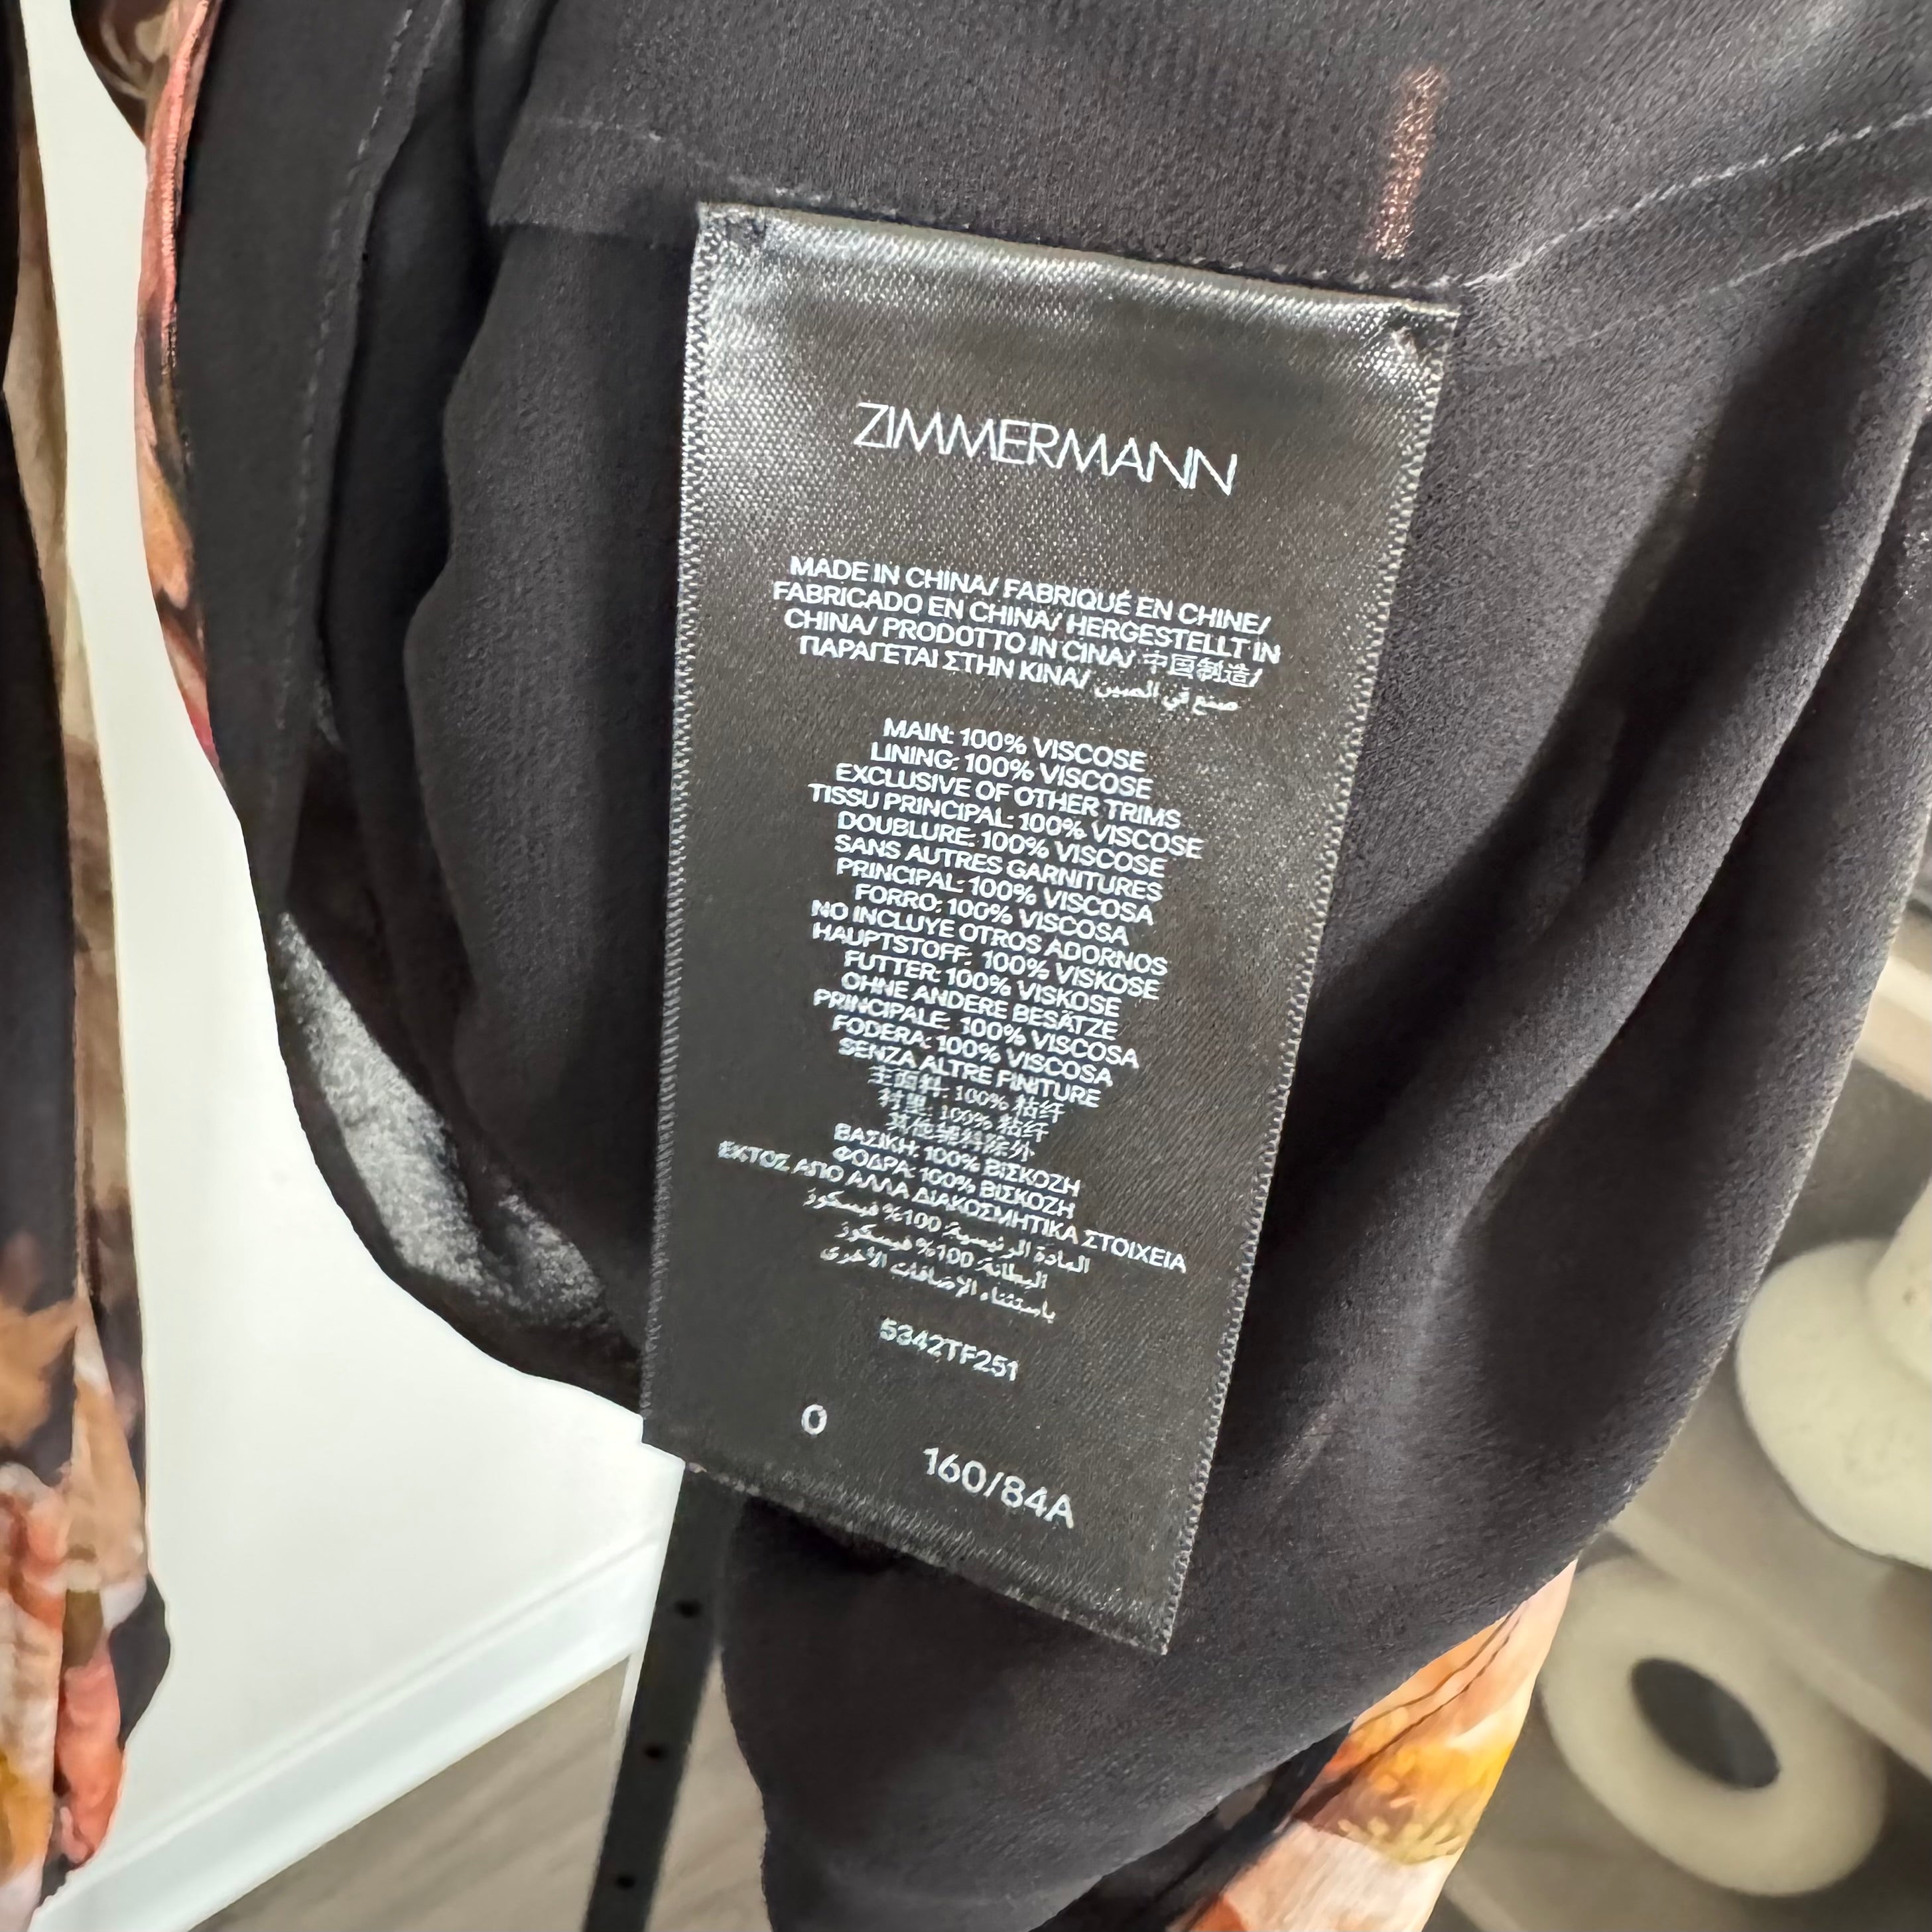 ZIMMERMANN
MADE IN CHINA/ FABRIQUÉ EN CHINE/
FABRICADO EN CHINA/ HERGESTELLT IN
CHINA/ PRODOTTO IN CINA/ 中国制造/
ΠΑΡΑΓΕΤΑΙ ΣΤΗΝ ΚΙΝΑ/ صنع في الصين
MAIN: 100% VISCOSE
LINING: 100% VISCOSE
EXCLUSIVE OF OTHER TRIMS
TISSU PRINCIPAL: 100% VISCOSE
DOUBLURE: 100% VISCOSE
SANS AUTRES GARNITURES
PRINCIPAL: 100% VISCOSA
FORRO: 100% VISCOSA
NO INCLUYE OTROS ADORNOS
HAUPTSTOFF: 100% VISKOSE
FUTTER: 100% VISKOSE
OHNE ANDERE BESÄTZE
PRINCIPALE: 100% VISCOSA
FODERA: 100% VISCOSA
SENZA ALTRE FINITURE
主面料: 100% 粘纤
衬里: 100% 粘纤
其他辅料除外
ΒΑΣΙΚΗ: 100% ΒΙΣΚΟΖΗ
ΦΟΔΡΑ: 100% ΒΙΣΚΟΖΗ
ΕΚΤΟΣ ΑΠΟ ΑΛΛΑ ΔΙΑΚΟΣΜΗΤΙΚΑ ΣΤΟΙΧΕΙΑ
المادة الرئيسية: 100% فيسكوز
البطانة: 100% فيسكوز
باستثناء الإضافات الأخرى
5342TF251
0 160/84A